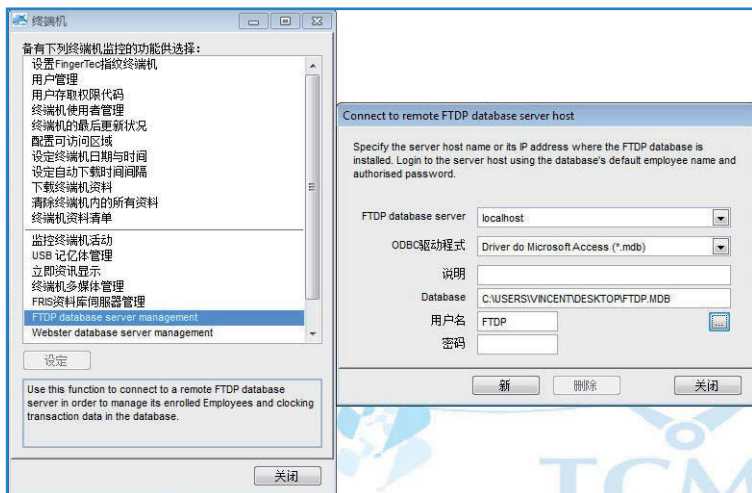 终端机
备有下列终端机监控的功能供选择：
设置FingerTec指纹终端机
用户管理
用户存取权限代码
终端机使用者管理
终端机的最后更新状况
配置可访问区域
设定终端机日期与时间
设定自动下载时间间隔
下载终端机资料
清除终端机内的所有资料
终端机资料清单
监控终端机活动
USB 记亿体管理
立即资讯显示
终端机多媒体管理
FRIS资料库伺服器管理
FTDP database server management
Webster database server management
设定
Use this function to connect to a remote FTDP database
server in order to manage its enrolled Employees and clocking
transaction data in the database.
关闭
Connect to remote FTDP database server host
Specify the server host name or its IP address where the FTDP database is
installed. Login to the server host using the database's default employee name and
authorised password.
FTDP database server localhost
ODBC驱动程式 Driver do Microsoft Access (*.mdb)
说明
Database C:\USERS\VINCENT\DESKTOP\FTDP.MDB
用户名 FTDP ...
密码
新 删除 关闭
TCM